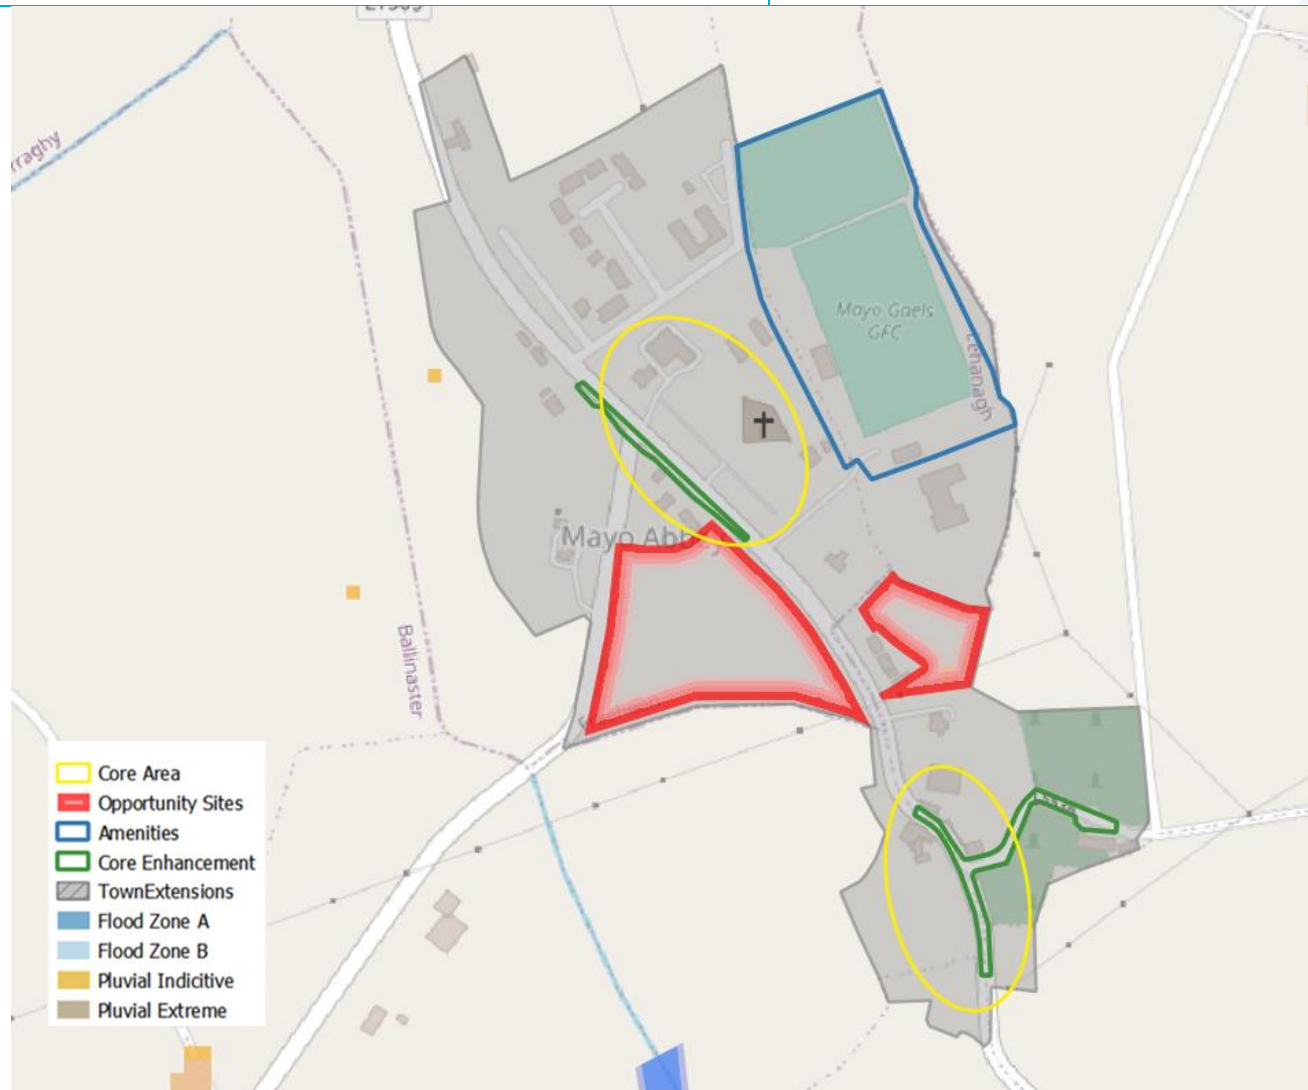 rraghy
Mayo Gaels
GFC
Lehanagh
Mayo Abbey
Ballinaster
Core Area
Opportunity Sites
Amenities
Core Enhancement
TownExtensions
Flood Zone A
Flood Zone B
Pluvial Indicitive
Pluvial Extreme